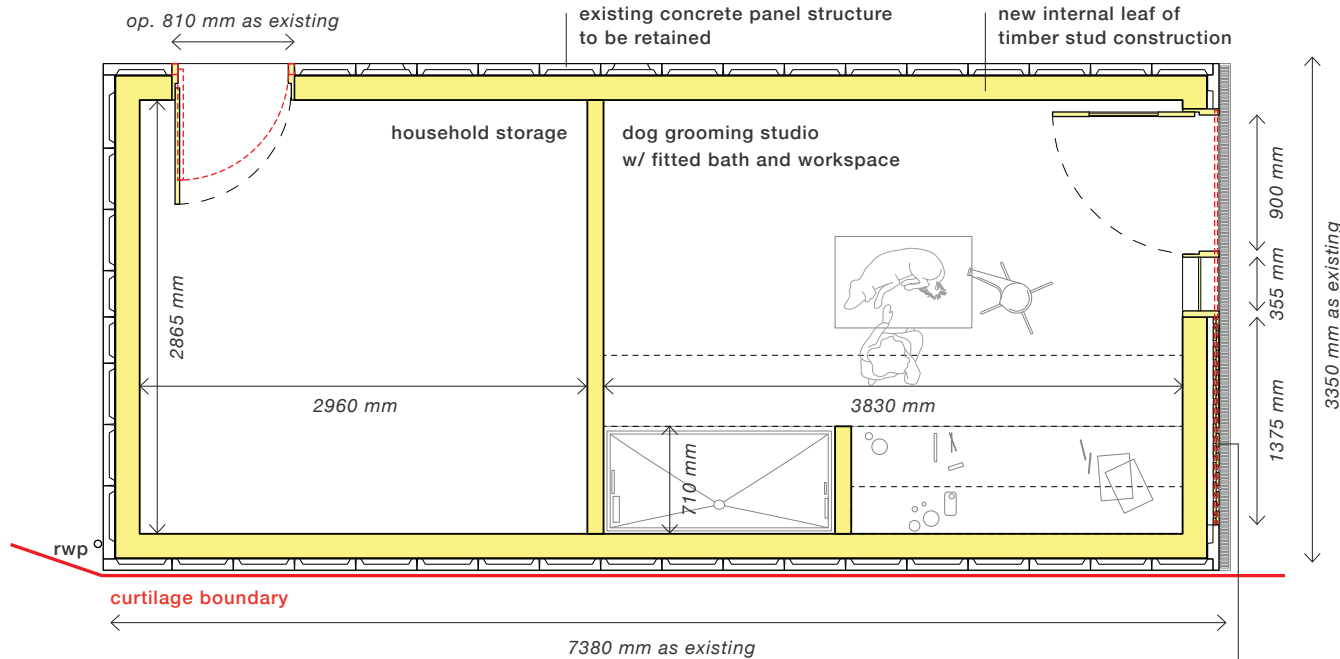 op. 810 mm as existing
existing concrete panel structure
to be retained
new internal leaf of
timber stud construction
household storage
dog grooming studio
w/ fitted bath and workspace
900 mm
355 mm
3350 mm as existing
2865 mm
2960 mm
3830 mm
1375 mm
710 mm
rwp
curtilage boundary
7380 mm as existing